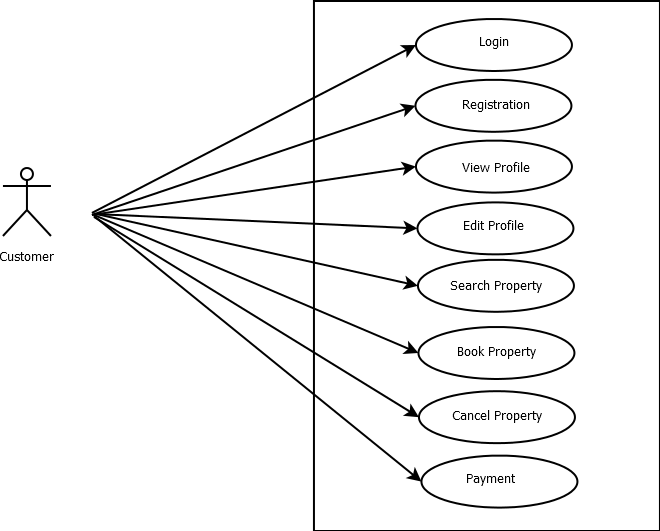 Login
Registration
View Profile
Edit Profile
Customer
Search Property
Book Property
Cancel Property
Payment